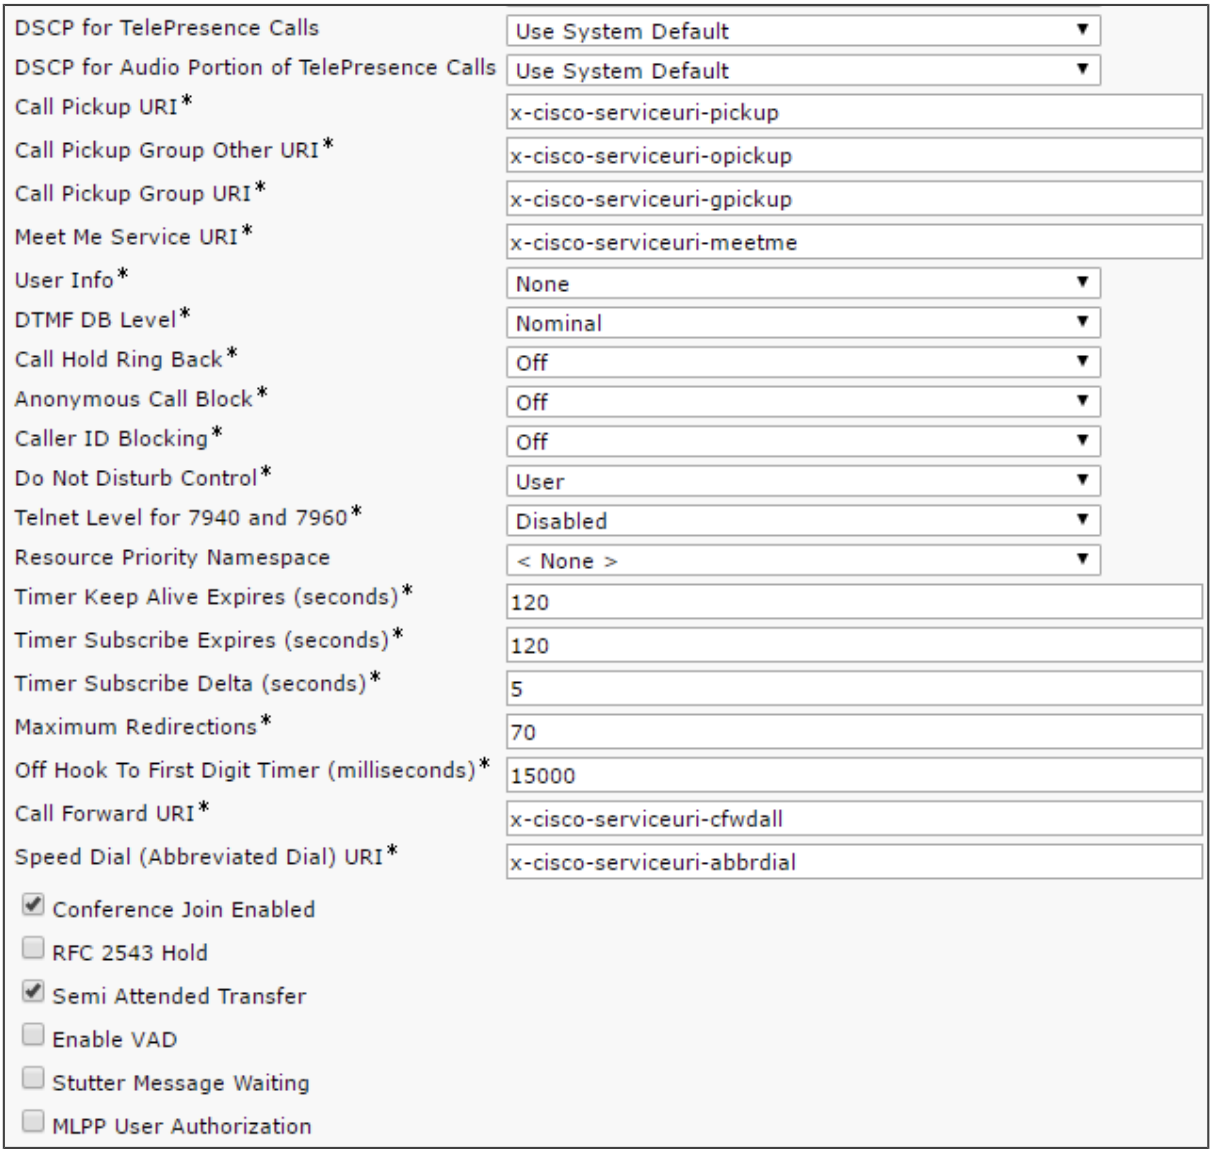 DSCP for TelePresence Calls Use System Default
DSCP for Audio Portion of TelePresence Calls Use System Default
Call Pickup URI* x-cisco-serviceuri-pickup
Call Pickup Group Other URI* x-cisco-serviceuri-opickup
Call Pickup Group URI* x-cisco-serviceuri-gpickup
Meet Me Service URI* x-cisco-serviceuri-meetme
User Info* None
DTMF DB Level* Nominal
Call Hold Ring Back* Off
Anonymous Call Block* Off
Caller ID Blocking* Off
Do Not Disturb Control* User
Telnet Level for 7940 and 7960* Disabled
Resource Priority Namespace < None >
Timer Keep Alive Expires (seconds)* 120
Timer Subscribe Expires (seconds)* 120
Timer Subscribe Delta (seconds)* 5
Maximum Redirections* 70
Off Hook To First Digit Timer (milliseconds)* 15000
Call Forward URI* x-cisco-serviceuri-cfwdall
Speed Dial (Abbreviated Dial) URI* x-cisco-serviceuri-abbrdial
Conference Join Enabled
RFC 2543 Hold
Semi Attended Transfer
Enable VAD
Stutter Message Waiting
MLPP User Authorization